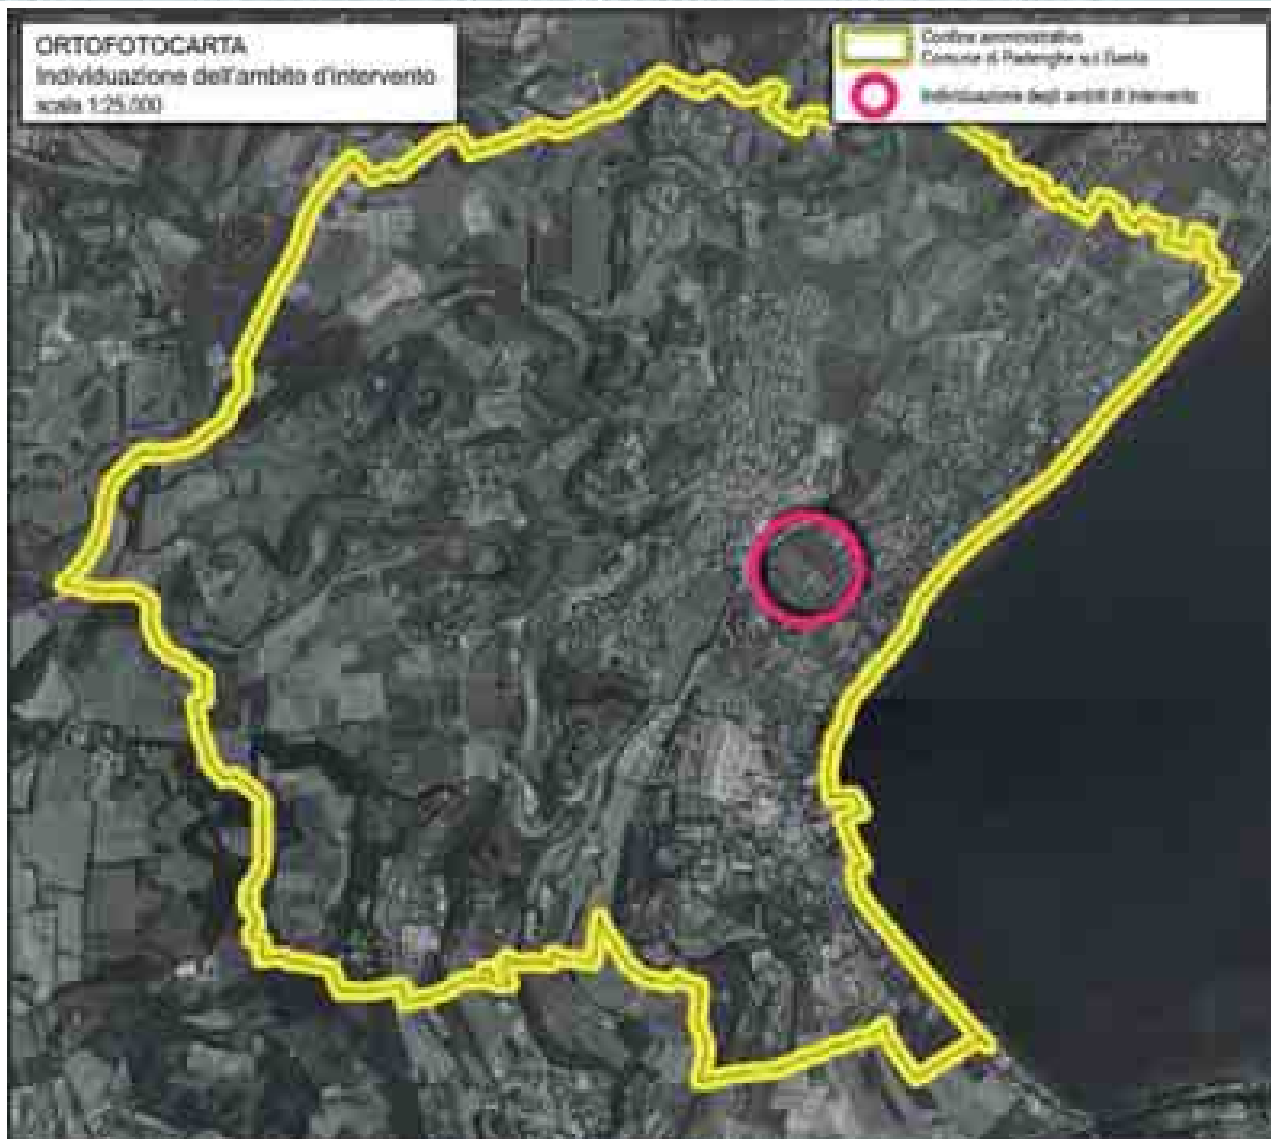 ORTOFOTOCARTA
Individuazione dell'ambito d'intervento
scala 1:25.000
Confine amministrativo
Comune di Padenghe sul Garda
Individuazione degli ambiti di intervento